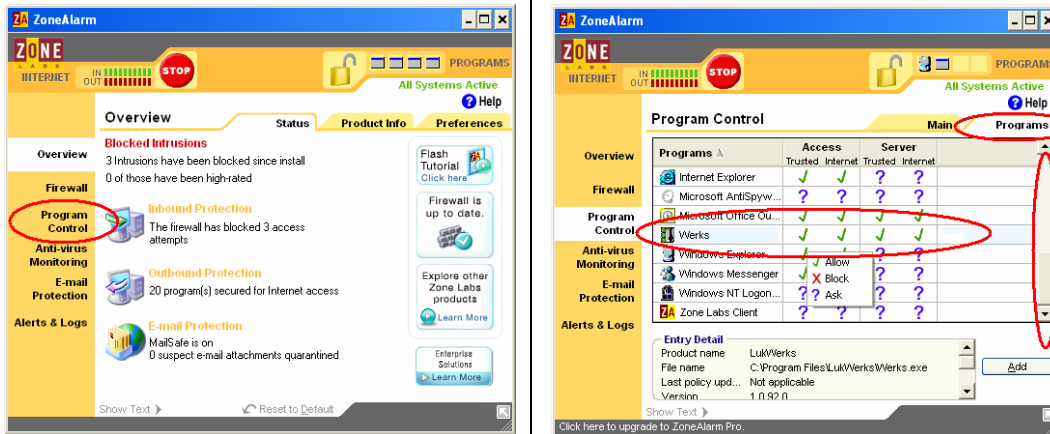 ZA ZoneAlarm
ZONE
LABS
INTERNET
IN
OUT
STOP
PROGRAMS
All Systems Active
? Help
Overview
Status
Product Info
Preferences
Overview
Firewall
Program
Control
Anti-virus
Monitoring
E-mail
Protection
Alerts & Logs
Blocked Intrusions
3 Intrusions have been blocked since install
0 of those have been high-rated
Inbound Protection
The firewall has blocked 3 access
attempts
Outbound Protection
20 program(s) secured for Internet access
E-mail Protection
MailSafe is on
0 suspect e-mail attachments quarantined
Flash
Tutorial
Click here
Firewall is
up to date.
Explore other
Zone Labs
products
Learn More
Enterprise
Solutions
Learn More
Show Text
Reset to Default
ZA ZoneAlarm
ZONE
LABS
INTERNET
IN
OUT
STOP
PROGRAMS
All Systems Active
? Help
Program Control
Main
Programs
Overview
Firewall
Program
Control
Anti-virus
Monitoring
E-mail
Protection
Alerts & Logs
Programs Access Server
Trusted Internet Trusted Internet
Internet Explorer ? ?
Microsoft AntiSpyw... ? ? ? ?
Microsoft Office Ou...
Werks
Windows Explorer ? ?
Windows Messenger ? ?
Windows NT Logon... ? ? ?
ZA Zone Labs Client ? ? ? ?
Allow
Block
? Ask
Entry Detail
Product name LukWerks
File name C:\Program Files\LukWerks\Werks.exe
Last policy upd... Not applicable
Version 1.0.92.0
Add
Show Text
Click here to upgrade to ZoneAlarm Pro.